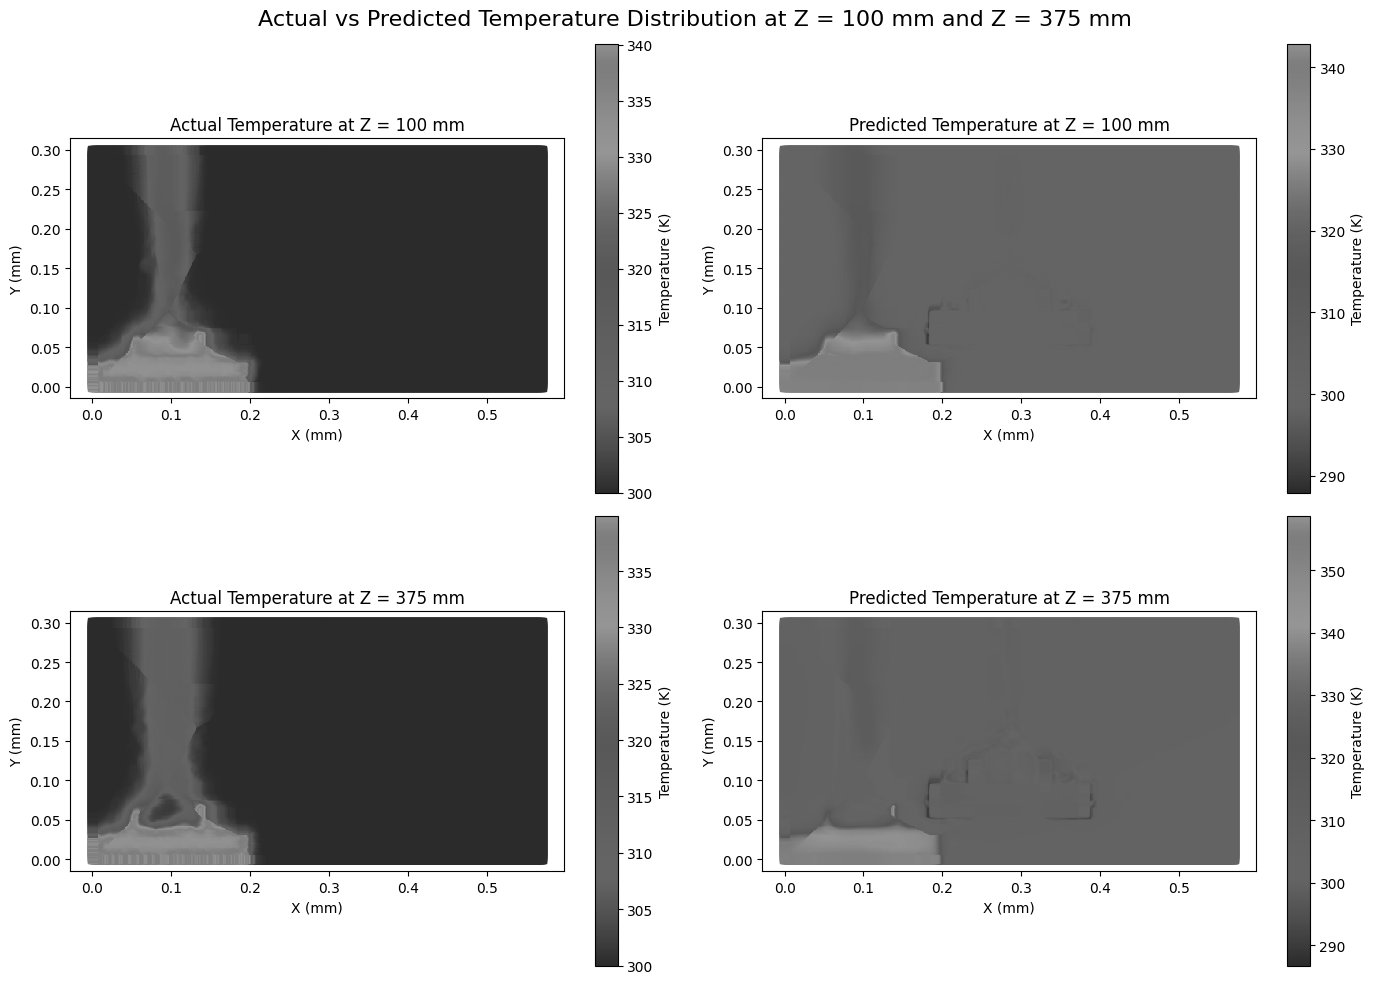 Actual vs Predicted Temperature Distribution at Z = 100 mm and Z = 375 mm
Actual Temperature at Z = 100 mm
0.30
0.25
0.20
0.15
0.10
0.05
0.00
Y (mm)
0.0 0.1 0.2 0.3 0.4 0.5
X (mm)
340
335
330
325
320
315
310
305
300
Temperature (K)
Predicted Temperature at Z = 100 mm
0.30
0.25
0.20
0.15
0.10
0.05
0.00
Y (mm)
0.0 0.1 0.2 0.3 0.4 0.5
X (mm)
340
330
320
310
300
290
Temperature (K)
Actual Temperature at Z = 375 mm
0.30
0.25
0.20
0.15
0.10
0.05
0.00
Y (mm)
0.0 0.1 0.2 0.3 0.4 0.5
X (mm)
335
330
325
320
315
310
305
300
Temperature (K)
Predicted Temperature at Z = 375 mm
0.30
0.25
0.20
0.15
0.10
0.05
0.00
Y (mm)
0.0 0.1 0.2 0.3 0.4 0.5
X (mm)
350
340
330
320
310
300
290
Temperature (K)